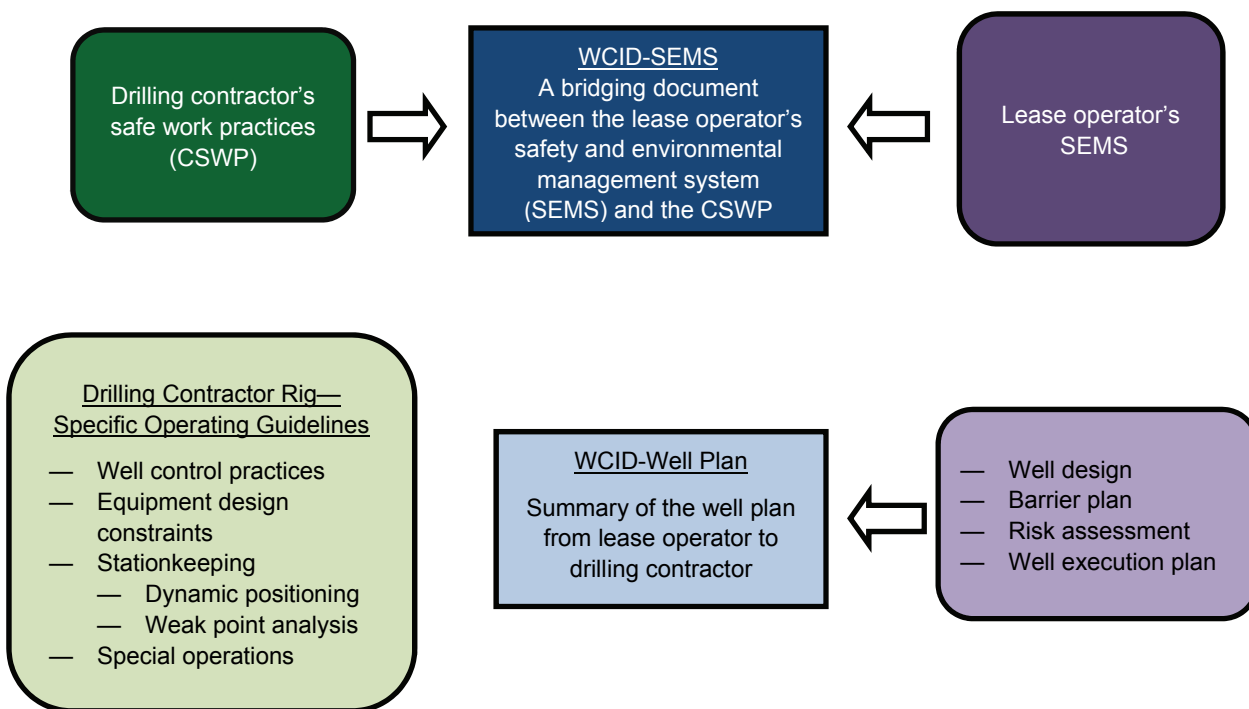 Drilling contractor’s
safe work practices
(CSWP)
WCID-SEMS
A bridging document
between the lease operator’s
safety and environmental
management system
(SEMS) and the CSWP
Lease operator’s
SEMS
Drilling Contractor Rig—
Specific Operating Guidelines
— Well control practices
— Equipment design
constraints
— Stationkeeping
— Dynamic positioning
— Weak point analysis
— Special operations
WCID-Well Plan
Summary of the well plan
from lease operator to
drilling contractor
— Well design
— Barrier plan
— Risk assessment
— Well execution plan